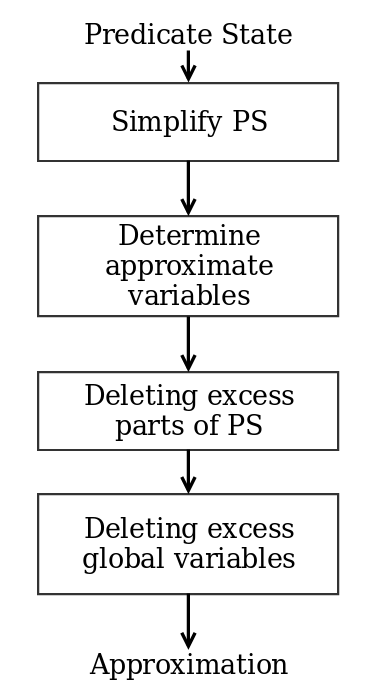 Predicate State
Simplify PS
Determine
approximate
variables
Deleting excess
parts of PS
Deleting excess
global variables
Approximation